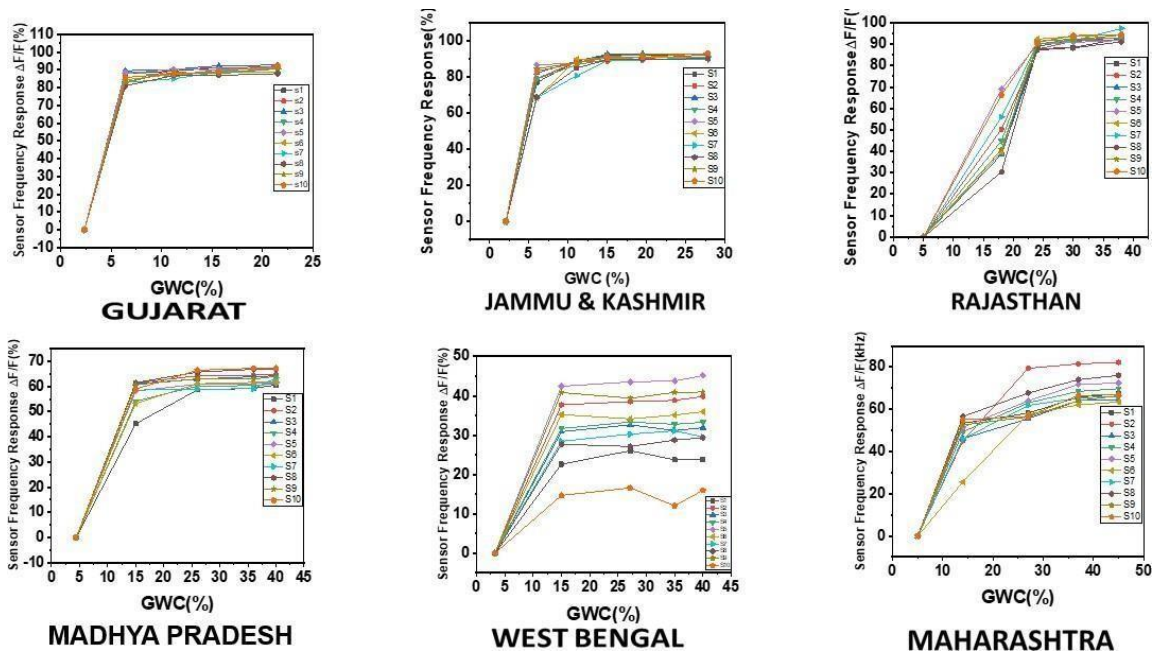 Sensor Frequency Response ΔF/F(%)
110
100
90
80
70
60
50
40
30
20
10
0
-10
s1
s2
s3
s4
s5
s6
s7
s8
s9
s10
0 5 10 15 20 25
GWC(%)
GUJARAT
Sensor Frequency Response(%)
100
80
60
40
20
0
S1
S2
S3
S4
S5
S6
S7
S8
S9
S10
0 5 10 15 20 25 30
GWC(%)
JAMMU & KASHMIR
Sensor Frequency Response ΔF/F(%)
100
90
80
70
60
50
40
30
20
10
0
S1
S2
S3
S4
S5
S6
S7
S8
S9
S10
0 5 10 15 20 25 30 35 40
GWC(%)
RAJASTHAN
Sensor Frequency Response ΔF/F(%)
70
60
50
40
30
20
10
0
-10
S1
S2
S3
S4
S5
S6
S7
S8
S9
S10
0 5 10 15 20 25 30 35 40 45
GWC(%)
MADHYA PRADESH
Sensor Frequency Response ΔF/F(%)
50
40
30
20
10
0
S10
0 5 10 15 20 25 30 35 40 45
GWC(%)
WEST BENGAL
Sensor Frequency Response ΔF/F(kHz)
80
60
40
20
0
S1
S2
S3
S4
S5
S6
S7
S8
S9
S10
0 10 20 30 40 50
GWC(%)
MAHARASHTRA